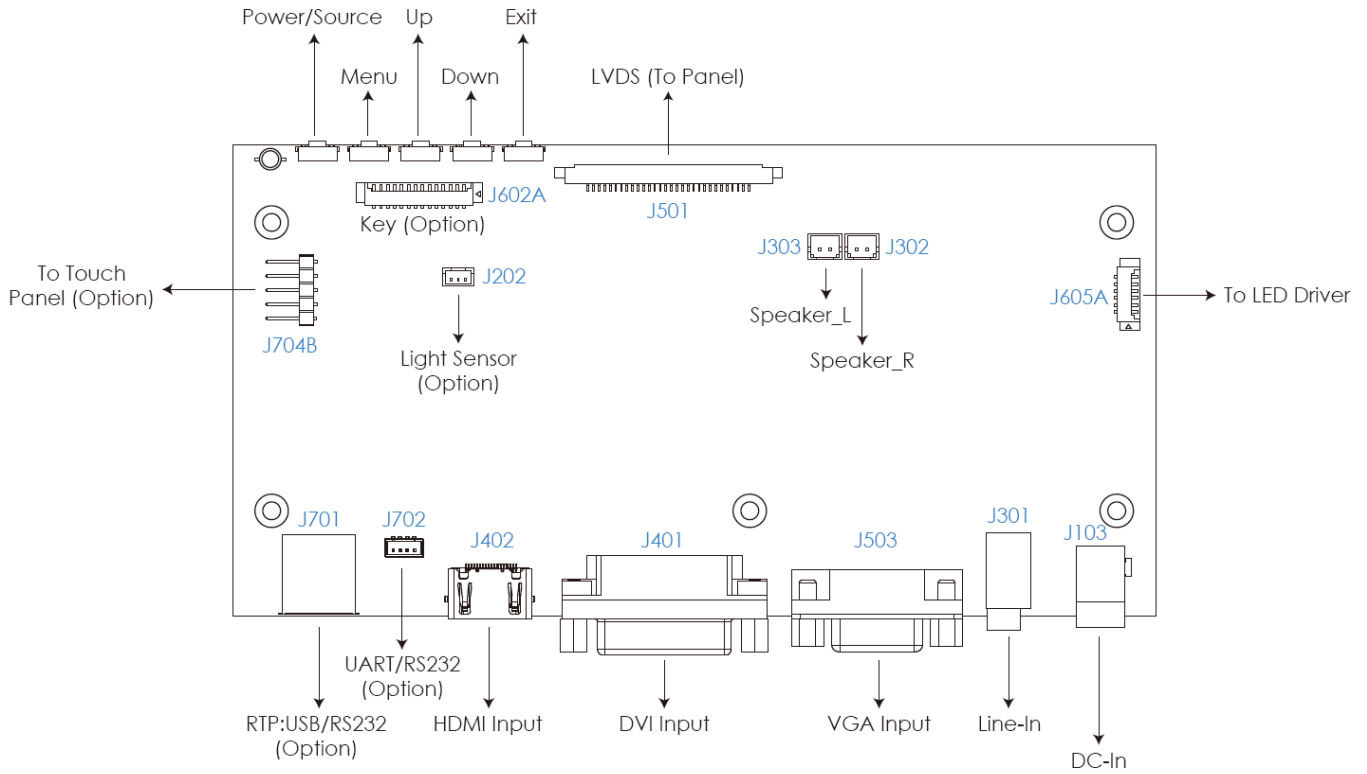 Power/Source
Up
Exit
Menu
Down
LVDS (To Panel)
J602A
Key (Option)
J501
J303
J302
To Touch
Panel (Option)
J704B
J202
Light Sensor
(Option)
Speaker_L
Speaker_R
J605A
To LED Driver
J701
J702
J402
J401
J503
J301
J103
UART/RS232
(Option)
RTP:USB/RS232
(Option)
HDMI Input
DVI Input
VGA Input
Line-In
DC-In